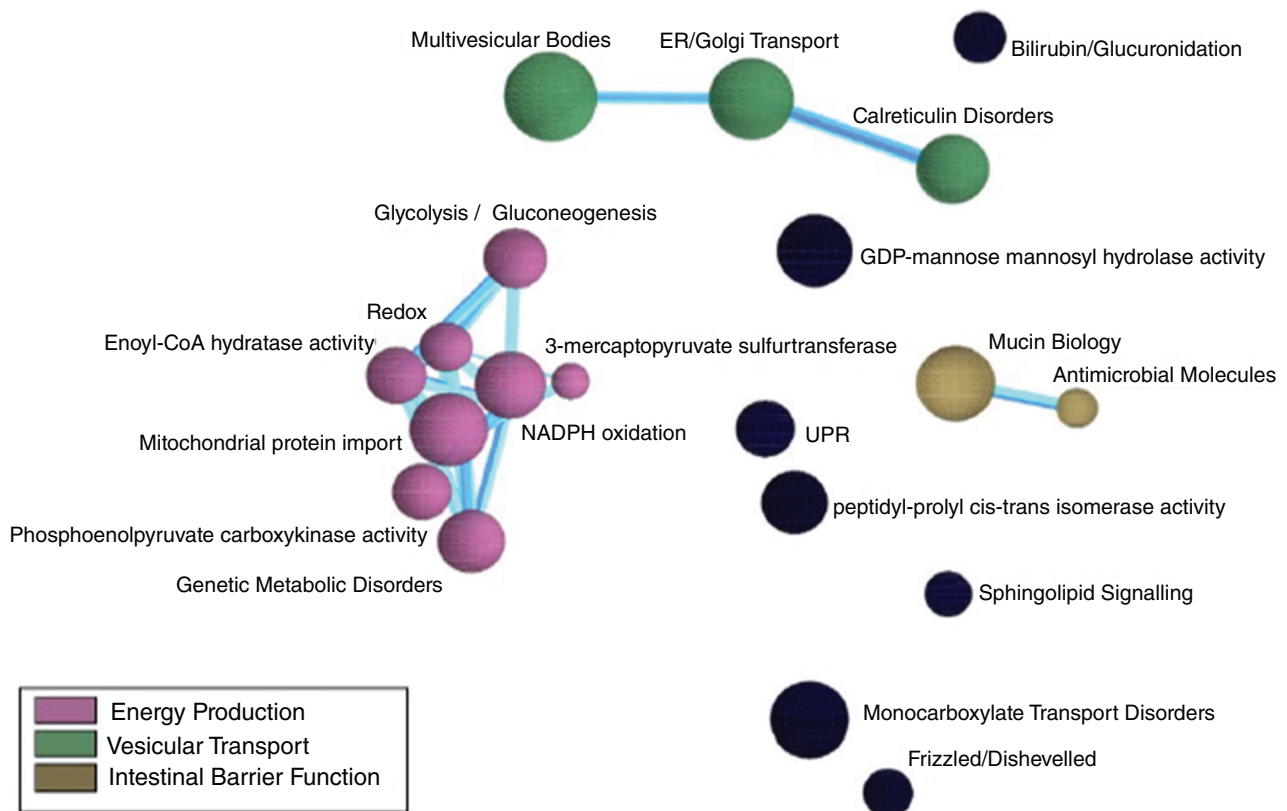 Multivesicular Bodies
ER/Golgi Transport
Bilirubin/Glucuronidation
Calreticulin Disorders
Glycolysis / Gluconeogenesis
GDP-mannose mannosyl hydrolase activity
Redox
Enoyl-CoA hydratase activity
3-mercaptopyruvate sulfurtransferase
Mucin Biology
Antimicrobial Molecules
Mitochondrial protein import
NADPH oxidation
UPR
peptidyl-prolyl cis-trans isomerase activity
Phosphoenolpyruvate carboxykinase activity
Genetic Metabolic Disorders
Sphingolipid Signalling
Energy Production
Vesicular Transport
Intestinal Barrier Function
Monocarboxylate Transport Disorders
Frizzled/Dishevelled